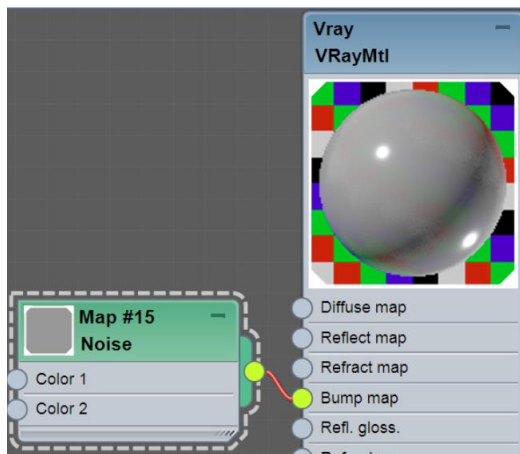 Vray
VRayMtl
Map #15
Noise
Color 1
Color 2
Diffuse map
Reflect map
Refract map
Bump map
Refl. gloss.